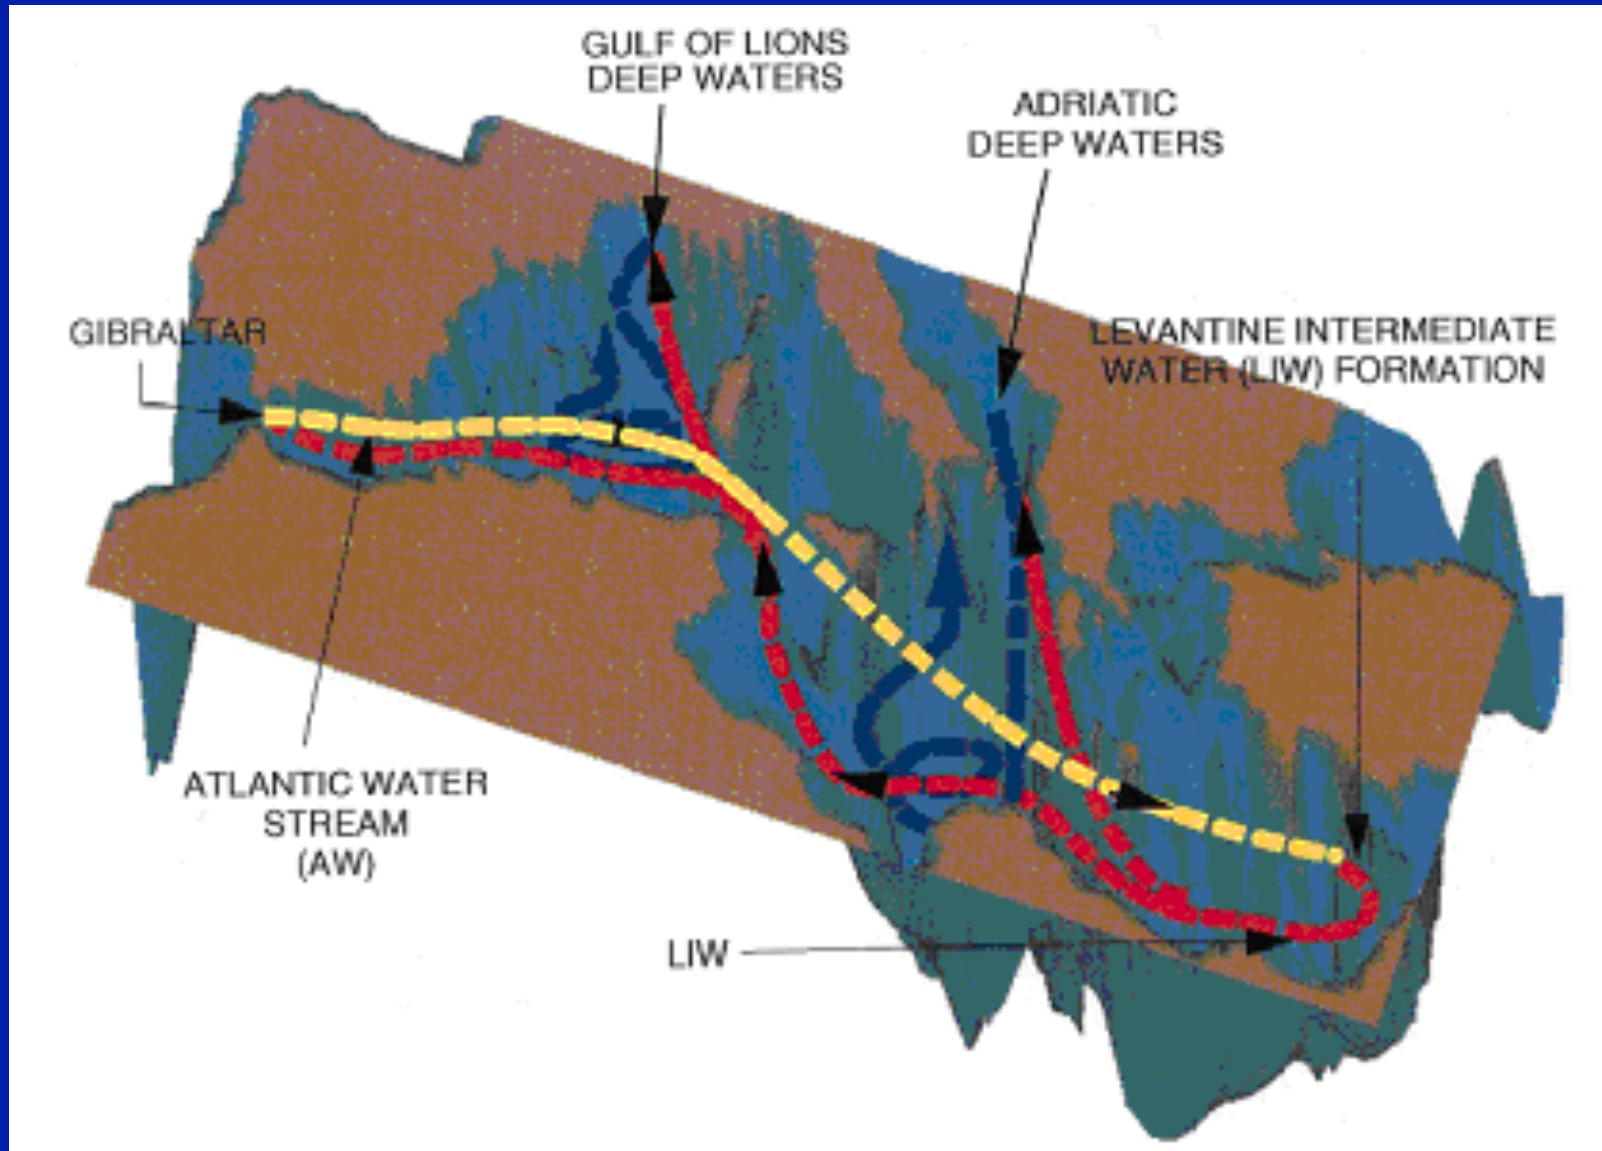 GULF OF LIONS
DEEP WATERS
ADRIATIC
DEEP WATERS
GIBRALTAR
LEVANTINE INTERMEDIATE
WATER (LIW) FORMATION
ATLANTIC WATER
STREAM
(AW)
LIW